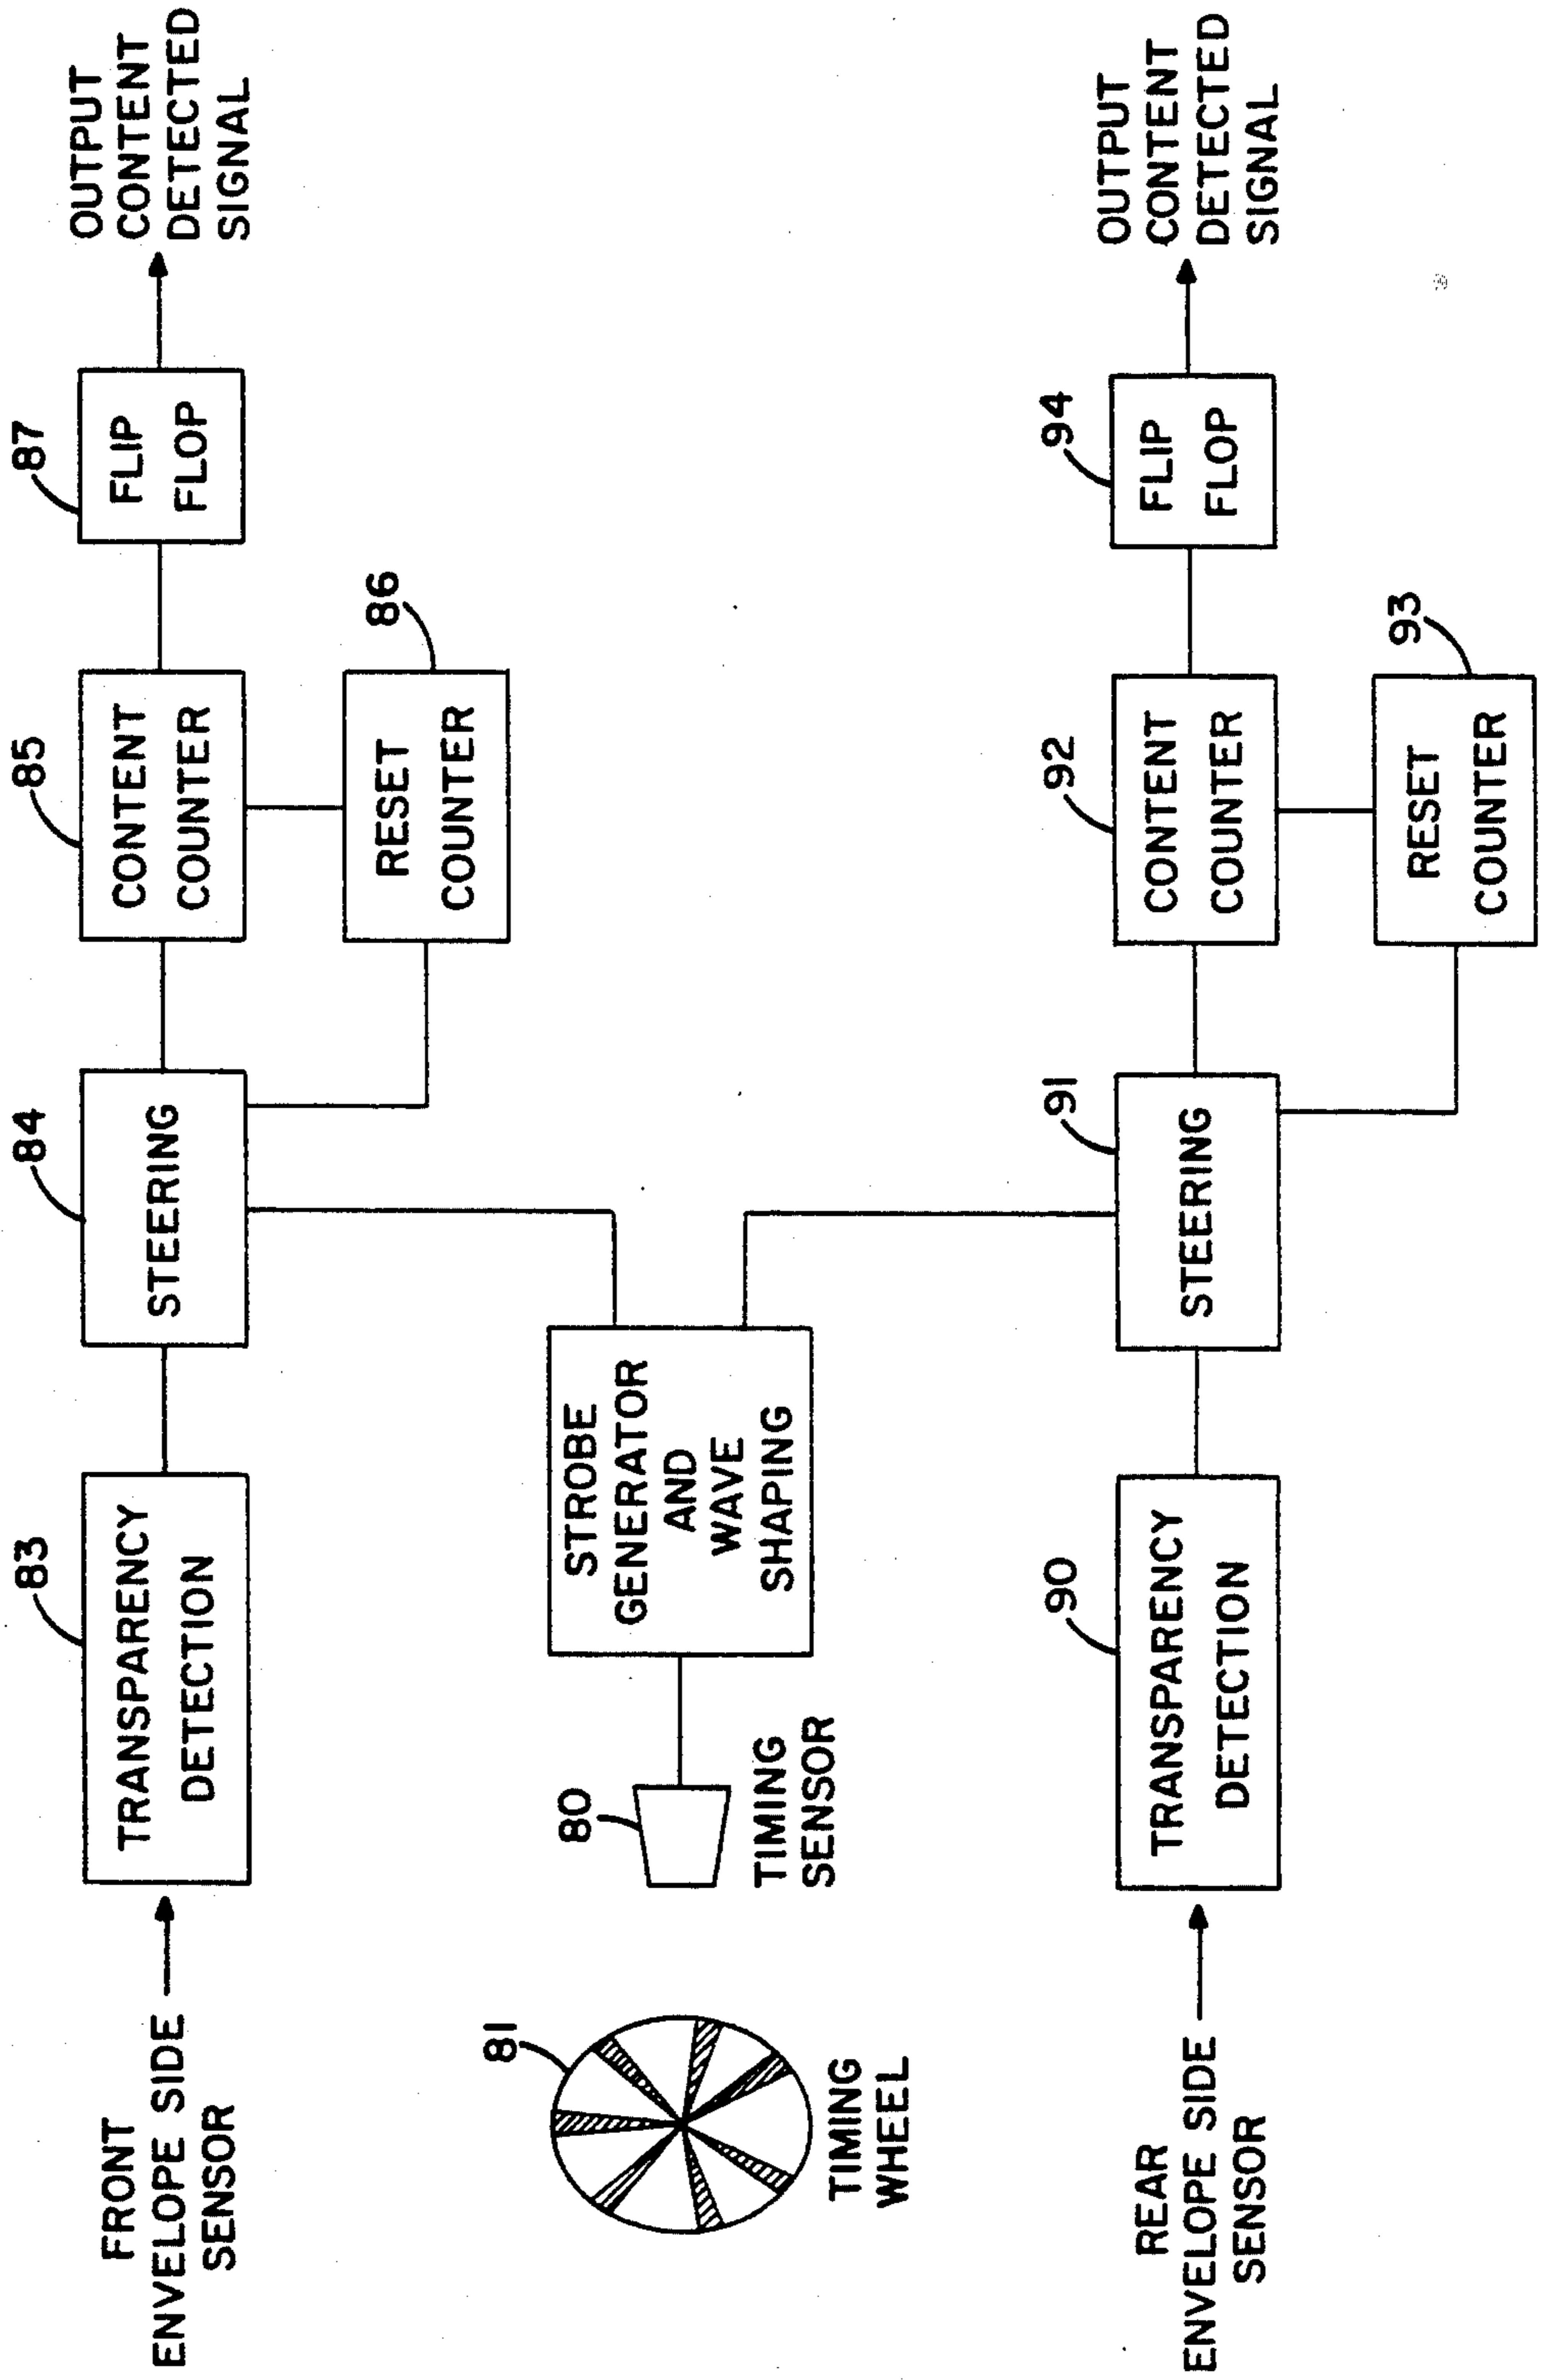 FRONT
ENVELOPE SIDE
SENSOR
83
TRANSPARENCY
DETECTION
84
STEERING
85
CONTENT
COUNTER
86
RESET
COUNTER
87
FLIP
FLOP
OUTPUT
CONTENT
DETECTED
SIGNAL
81
TIMING
WHEEL
80
TIMING
SENSOR
STROBE
GENERATOR
AND
WAVE
SHAPING
REAR
ENVELOPE SIDE
SENSOR
90
TRANSPARENCY
DETECTION
91
STEERING
92
CONTENT
COUNTER
93
RESET
COUNTER
94
FLIP
FLOP
OUTPUT
CONTENT
DETECTED
SIGNAL